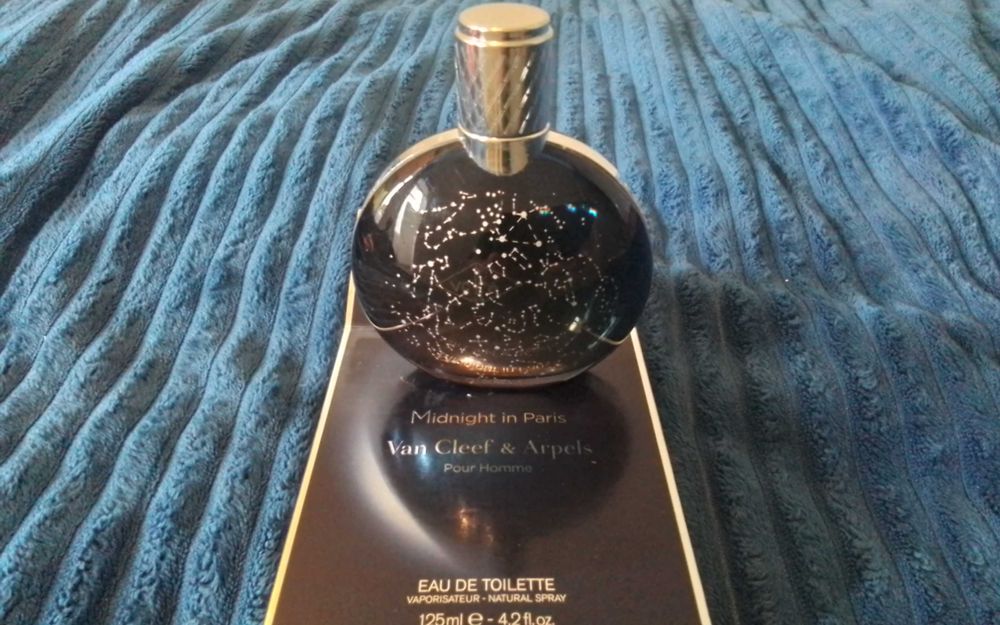 Midnight in Paris
Van Cleef & Arpels
Pour Homme
EAU DE TOILETTE
VAPORISATEUR - NATURAL SPRAY
125ml e - 4.2 fl.oz.